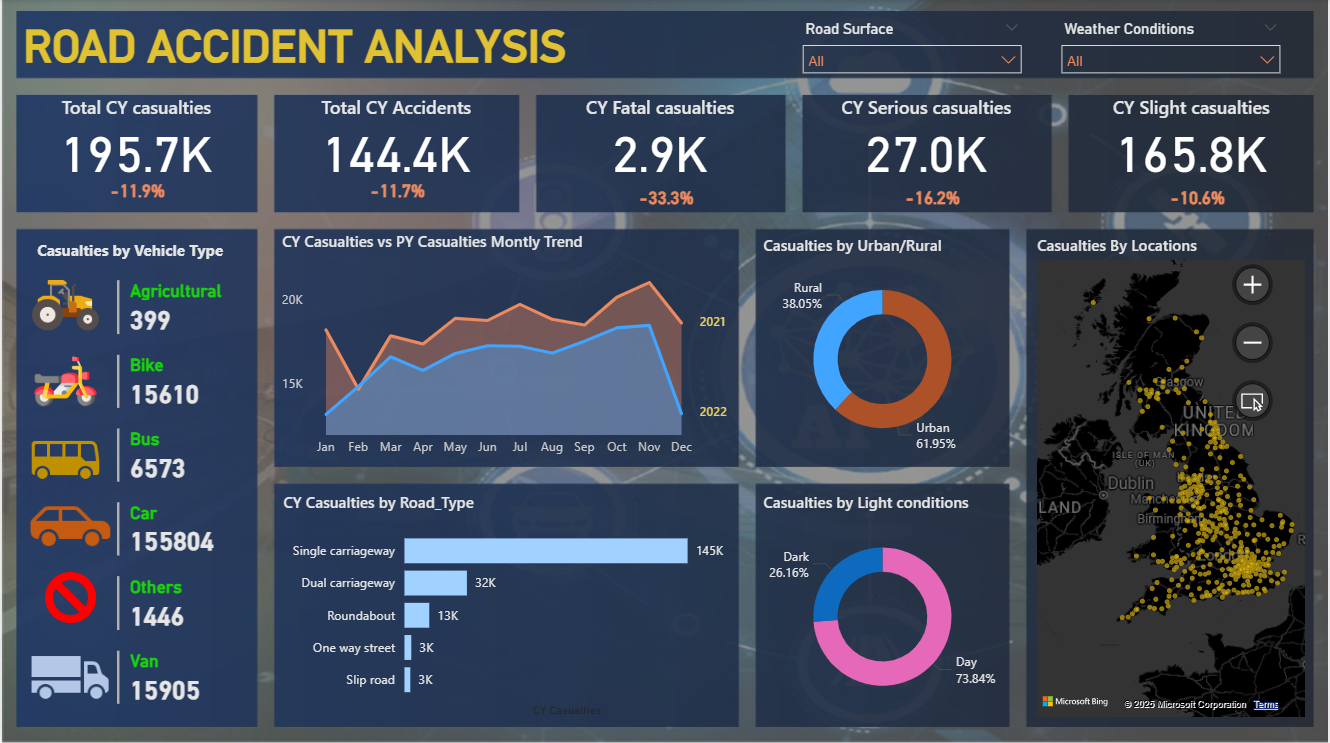 ROAD ACCIDENT ANALYSIS
Road Surface
All
Weather Conditions
All
Total CY casualties
195.7K
-11.9%
Total CY Accidents
144.4K
-11.7%
CY Fatal casualties
2.9K
-33.3%
CY Serious casualties
27.0K
-16.2%
CY Slight casualties
165.8K
-10.6%
Casualties by Vehicle Type
Agricultural
399
Bike
15610
Bus
6573
Car
155804
Others
1446
Van
15905
CY Casualties vs PY Casualties Montly Trend
20K
15K
2021
2022
Jan Feb Mar Apr May Jun Jul Aug Sep Oct Nov Dec
CY Casualties by Road_Type
Single carriageway 145K
Dual carriageway 32K
Roundabout 13K
One way street 3K
Slip road 3K
CY Casualties
Casualties by Urban/Rural
Rural
38.05%
Urban
61.95%
Casualties by Light conditions
Dark
26.16%
Day
73.84%
Casualties By Locations
Glasgow
UNITED
KINGDOM
ISLE OF MAN
(UK)
Dublin
LAND
Microsoft Bing
© 2025 Microsoft Corporation Terms